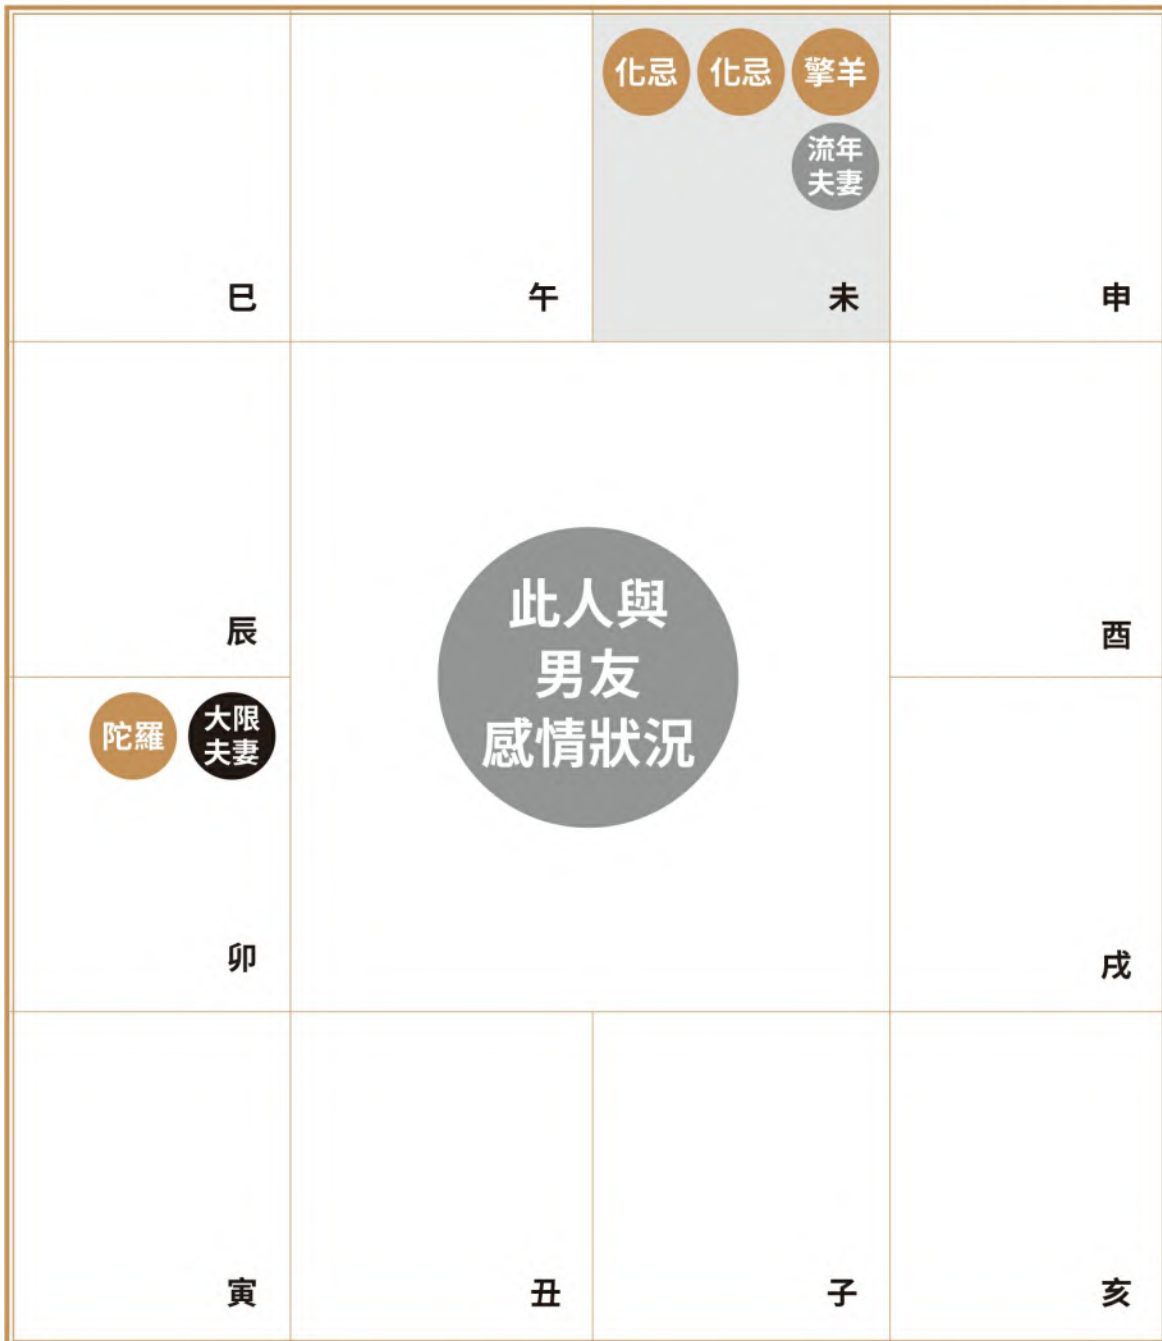 化忌
化忌
擎羊
流年
夫妻
巳
午
未
申
此人與
男友
感情狀況
辰
酉
陀羅
大限
夫妻
卯
戌
寅
丑
子
亥